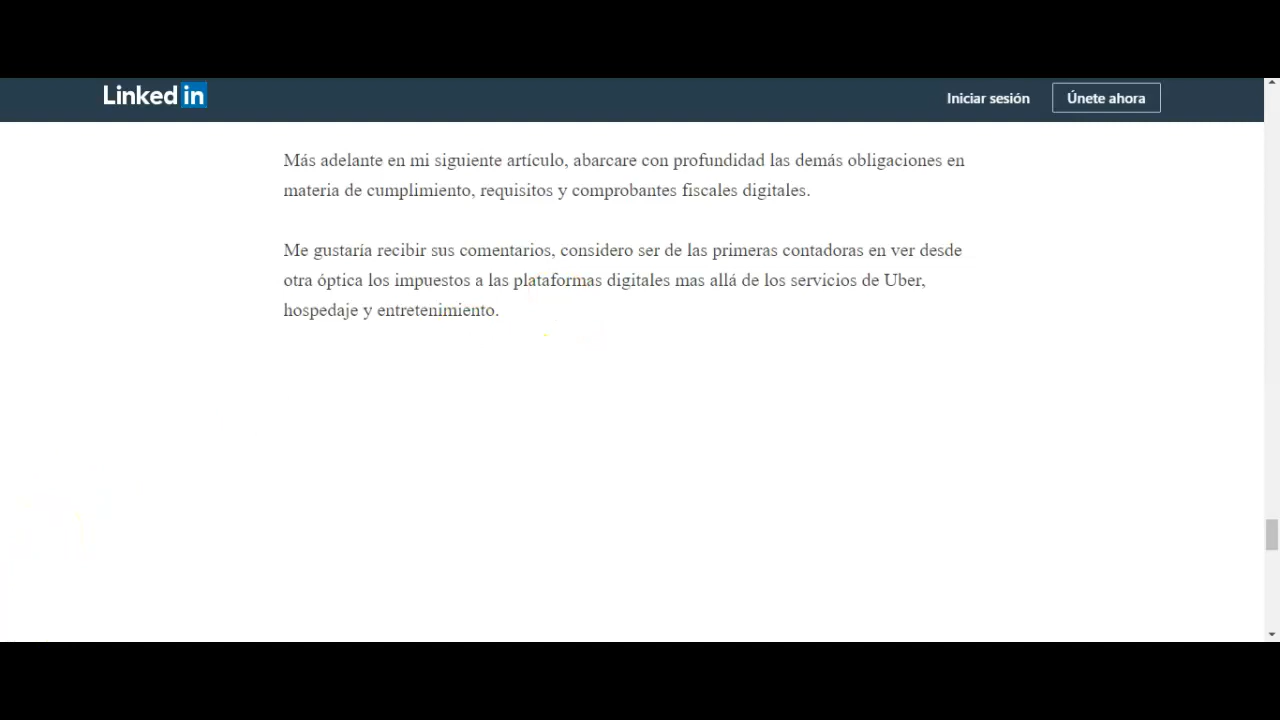 Linked in
Iniciar sesión
Únete ahora
Más adelante en mi siguiente artículo, abarcare con profundidad las demás obligaciones en
materia de cumplimiento, requisitos y comprobantes fiscales digitales.
Me gustaría recibir sus comentarios, considero ser de las primeras contadoras en ver desde
otra óptica los impuestos a las plataformas digitales mas allá de los servicios de Uber,
hospedaje y entretenimiento.